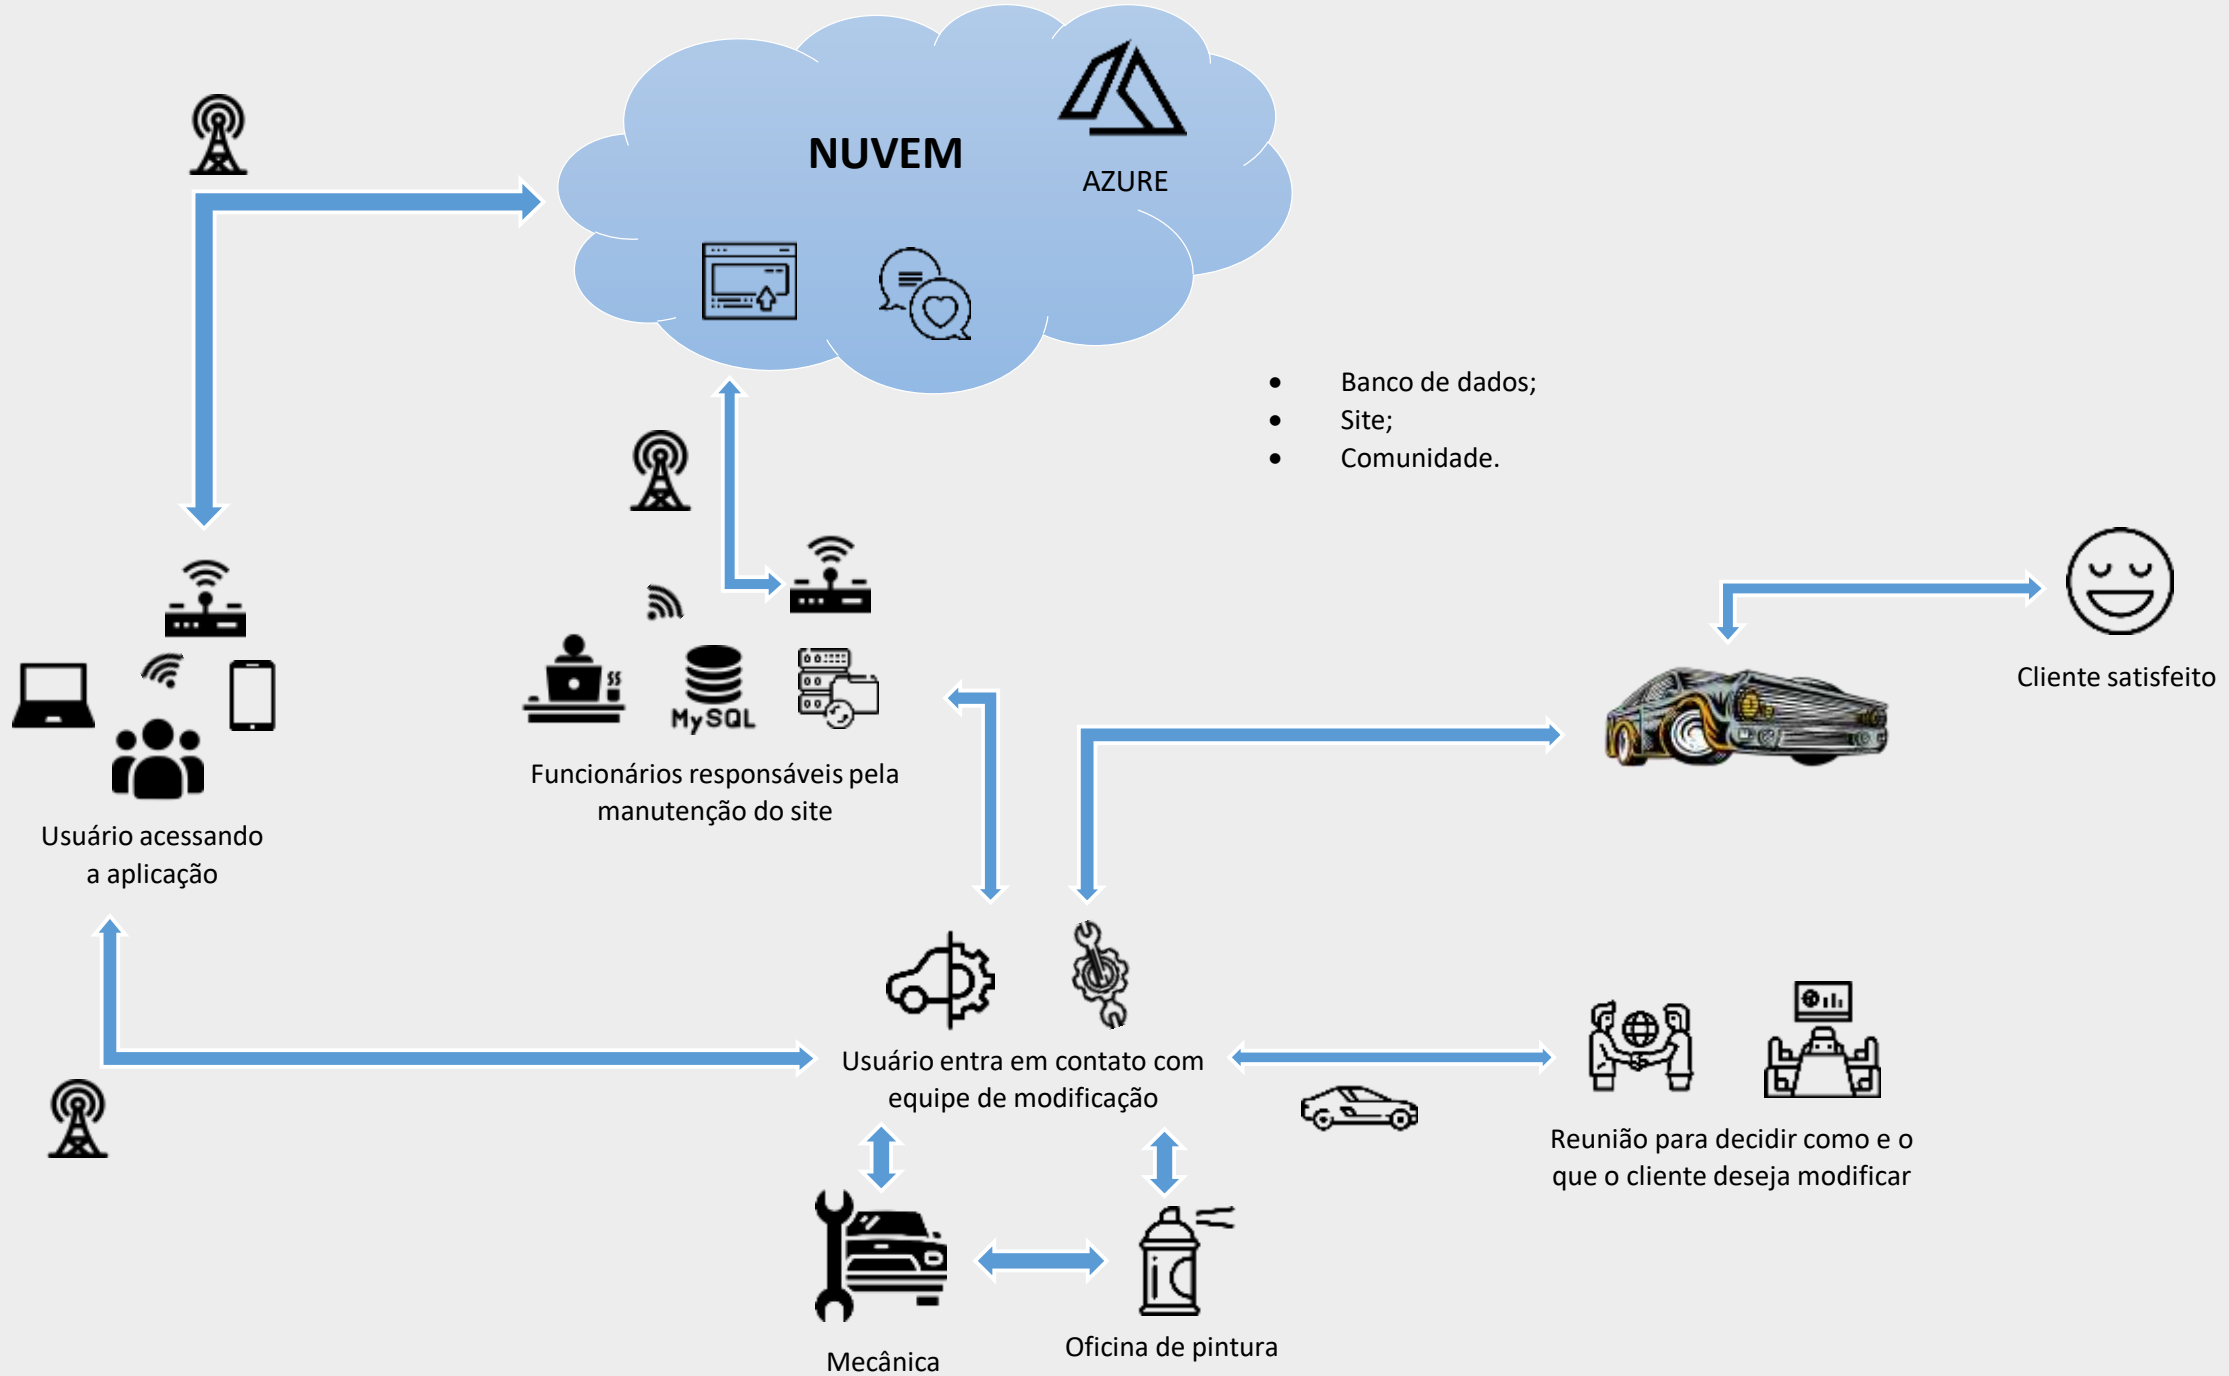 NUVEM
AZURE
• Banco de dados;
• Site;
• Comunidade.
Cliente satisfeito
MySQL
Funcionários responsáveis pela
manutenção do site
Usuário acessando
a aplicação
Usuário entra em contato com
equipe de modificação
Reunião para decidir como e o
que o cliente deseja modificar
Mecânica
Oficina de pintura